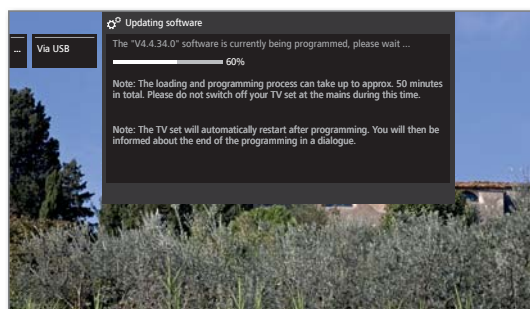 Updating software
...
Via USB
The "V4.4.34.0" software is currently being programmed, please wait ...
60%
Note: The loading and programming process can take up to approx. 50 minutes
in total. Please do not switch off your TV set at the mains during this time.
Note: The TV set will automatically restart after programming. You will then be
informed about the end of the programming in a dialogue.